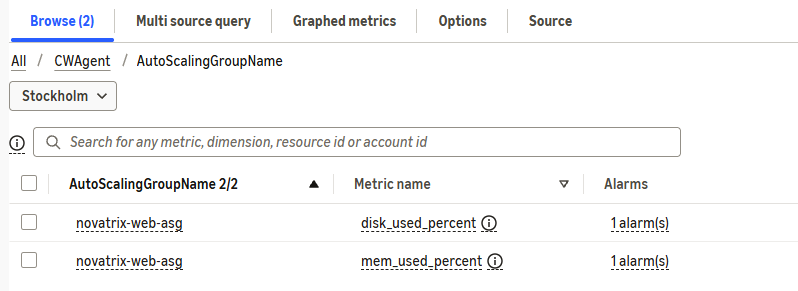 Browse (2) Multi source query Graphed metrics Options Source
All / CWAgent / AutoScalingGroupName
Stockholm
Search for any metric, dimension, resource id or account id
AutoScalingGroupName 2/2 Metric name Alarms
novatrix-web-asg disk_used_percent 1 alarm(s)
novatrix-web-asg mem_used_percent 1 alarm(s)